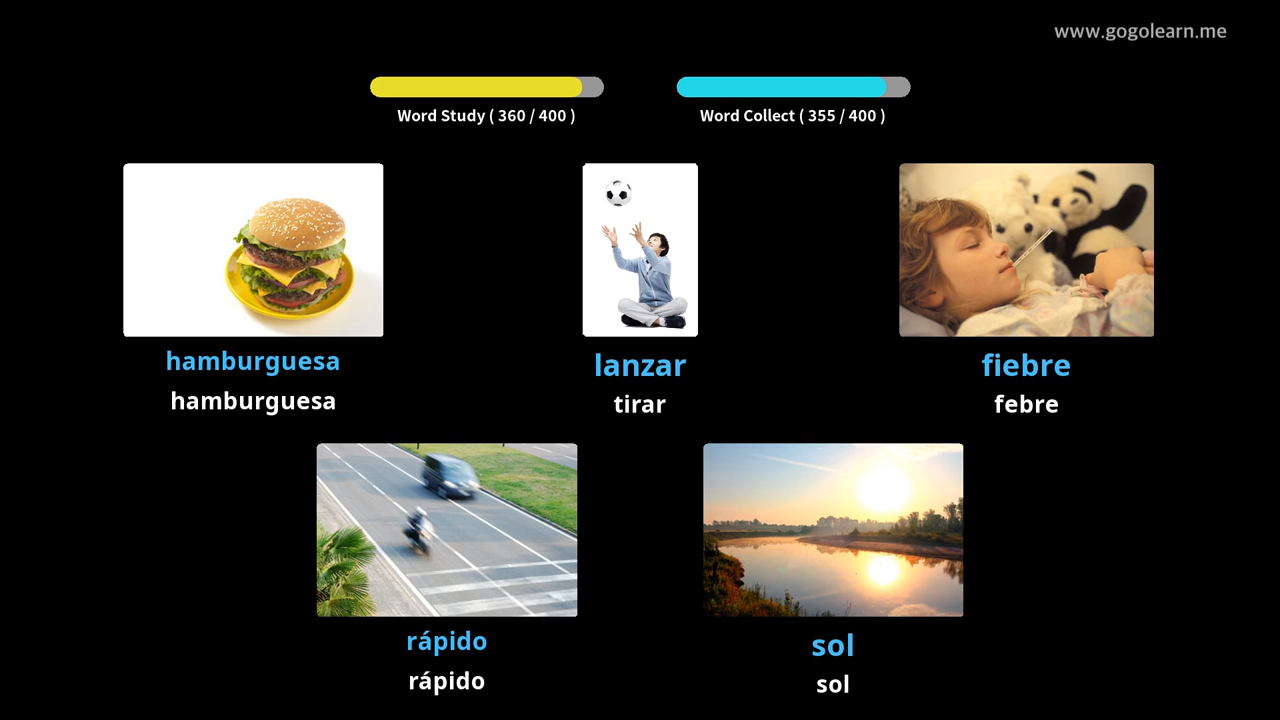 www.gogolearn.me
Word Study ( 360 / 400 )
Word Collect ( 355 / 400 )
hamburguesa
hamburguesa
lanzar
tirar
fiebre
febre
rápido
rápido
sol
sol